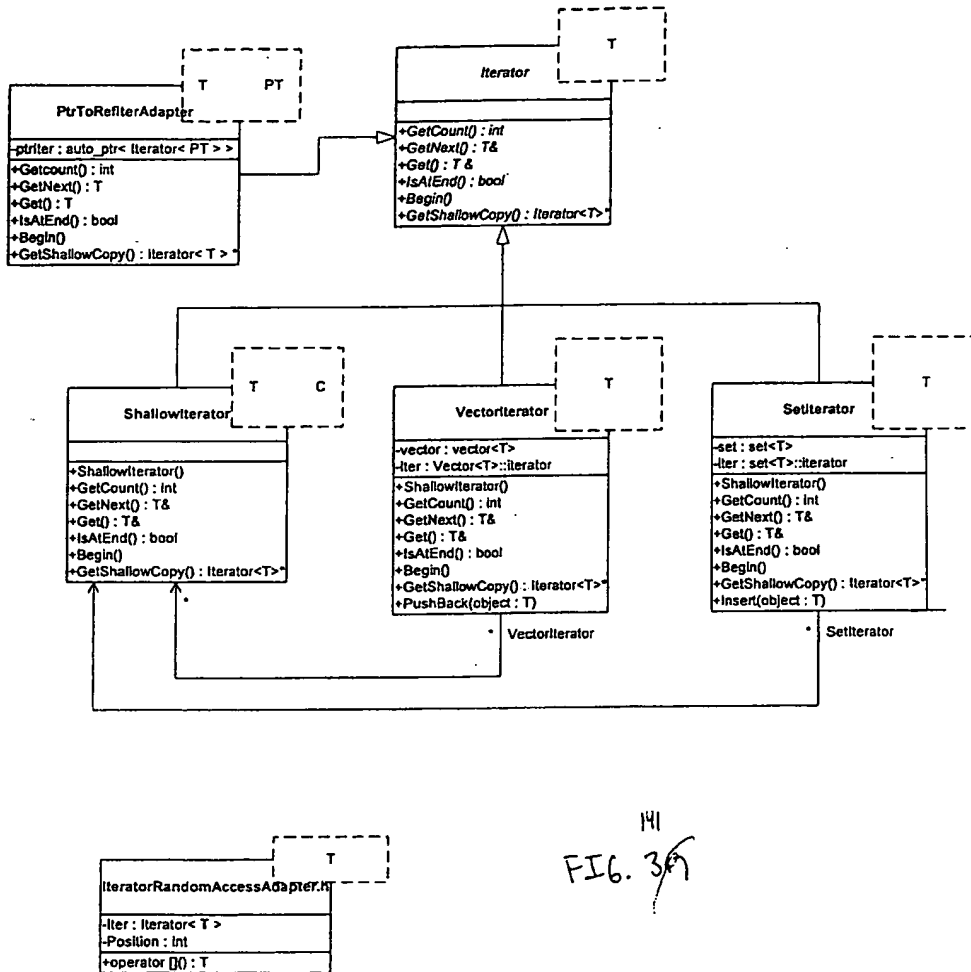 T PT
PtrToRefIterAdapter
-ptrIter : auto_ptr< Iterator< PT > >
+Getcount() : int
+GetNext() : T
+Get() : T
+IsAtEnd() : bool
+Begin()
+GetShallowCopy() : Iterator< T > *
T
Iterator
+GetCount() : int
+GetNext() : T&
+Get() : T &
+IsAtEnd() : bool
+Begin()
+GetShallowCopy() : Iterator<T>*
T C
ShallowIterator
+ShallowIterator()
+GetCount() : int
+GetNext() : T&
+Get() : T&
+IsAtEnd() : bool
+Begin()
+GetShallowCopy() : Iterator<T>*
*
T
VectorIterator
-vector : vector<T>
-iter : Vector<T>::iterator
+ShallowIterator()
+GetCount() : int
+GetNext() : T&
+Get() : T&
+IsAtEnd() : bool
+Begin()
+GetShallowCopy() : Iterator<T>*
+PushBack(object : T)
* VectorIterator
T
SetIterator
-set : set<T>
-iter : set<T>::iterator
+ShallowIterator()
+GetCount() : int
+GetNext() : T&
+Get() : T&
+IsAtEnd() : bool
+Begin()
+GetShallowCopy() : Iterator<T>*
+Insert(object : T)
* SetIterator
T
IteratorRandomAccessAdapter.h
-Iter : Iterator< T >
-Position : int
+operator []() : T
141
FIG.